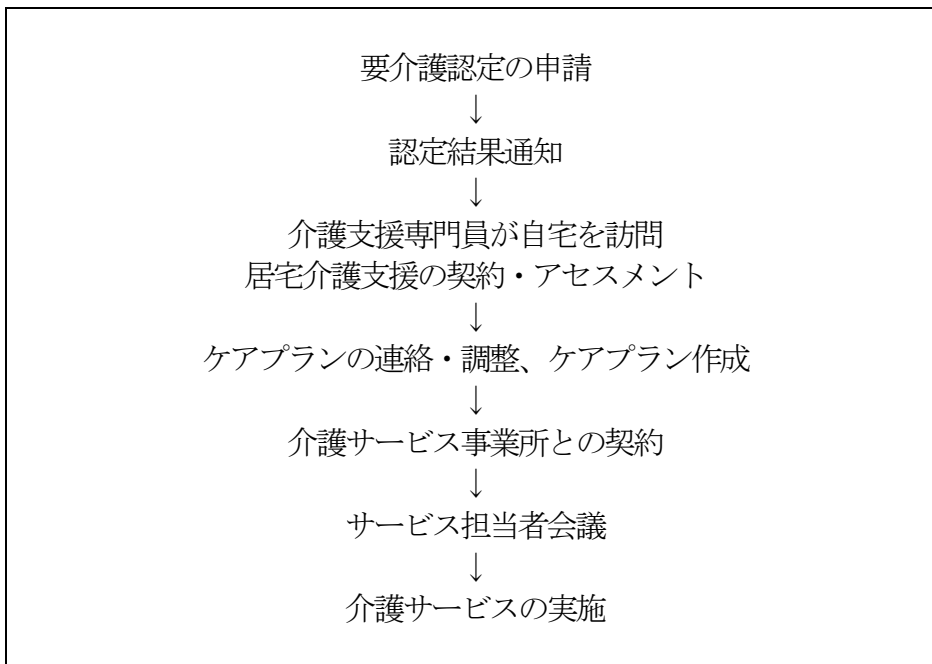 要介護認定の申請
↓
認定結果通知
↓
介護支援専門員が自宅を訪問
居宅介護支援の契約・アセスメント
↓
ケアプランの連絡・調整、ケアプラン作成
↓
介護サービス事業所との契約
↓
サービス担当者会議
↓
介護サービスの実施